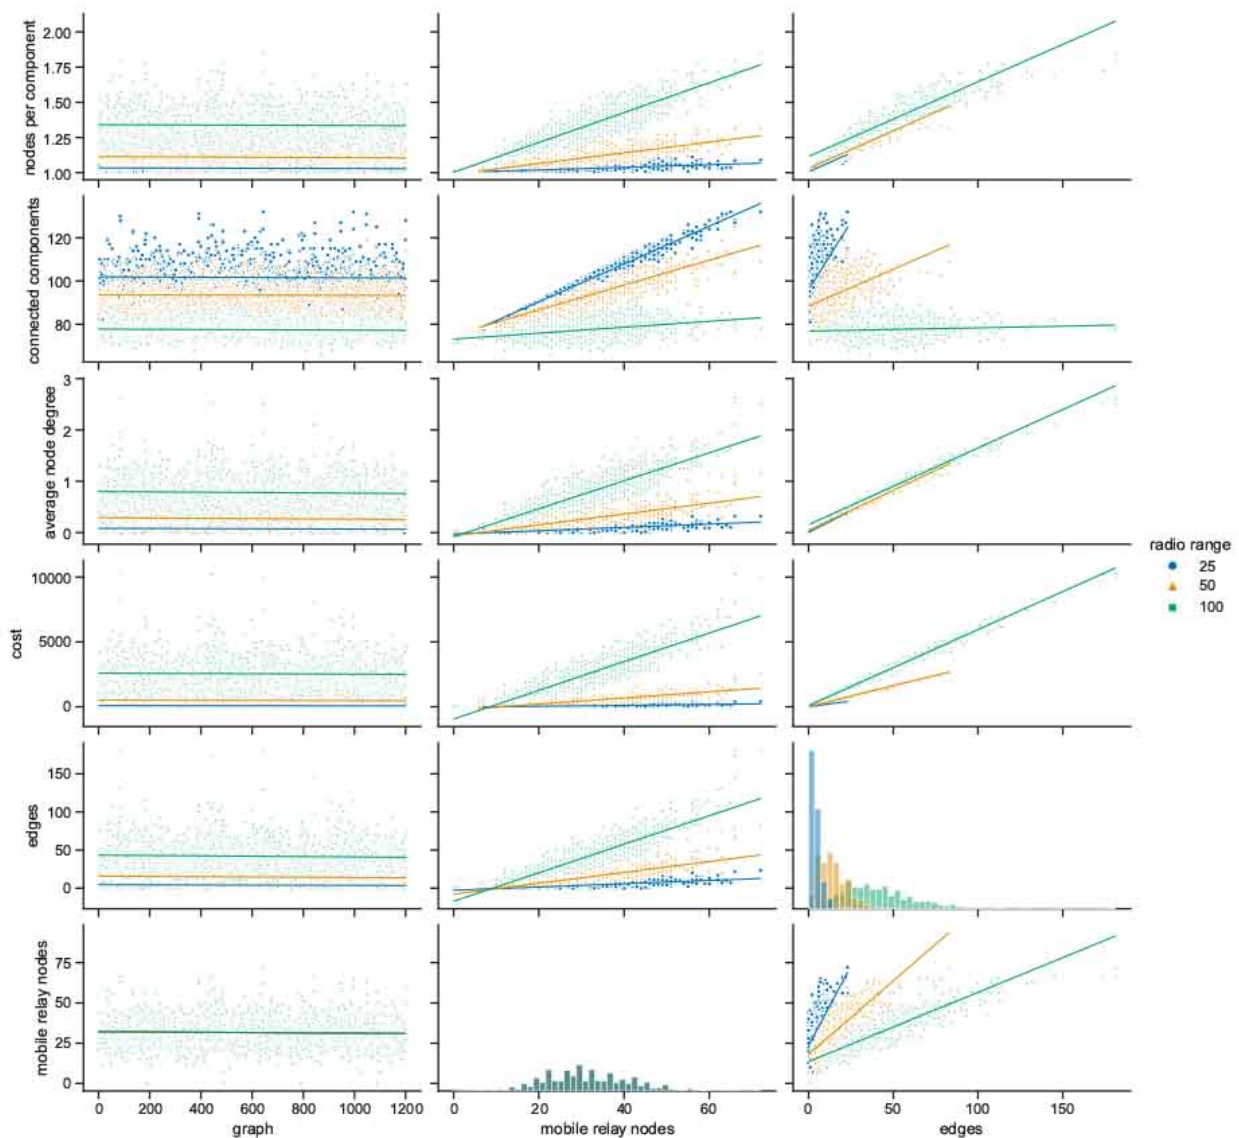 nodes per component
2.00
1.75
1.50
1.25
1.00
connected components
120
100
80
average node degree
3
2
1
0
cost
10000
5000
0
edges
150
100
50
0
mobile relay nodes
75
50
25
0
0 200 400 600 800 1000 1200
graph
0 20 40 60
mobile relay nodes
0 50 100 150
edges
radio range
25
50
100